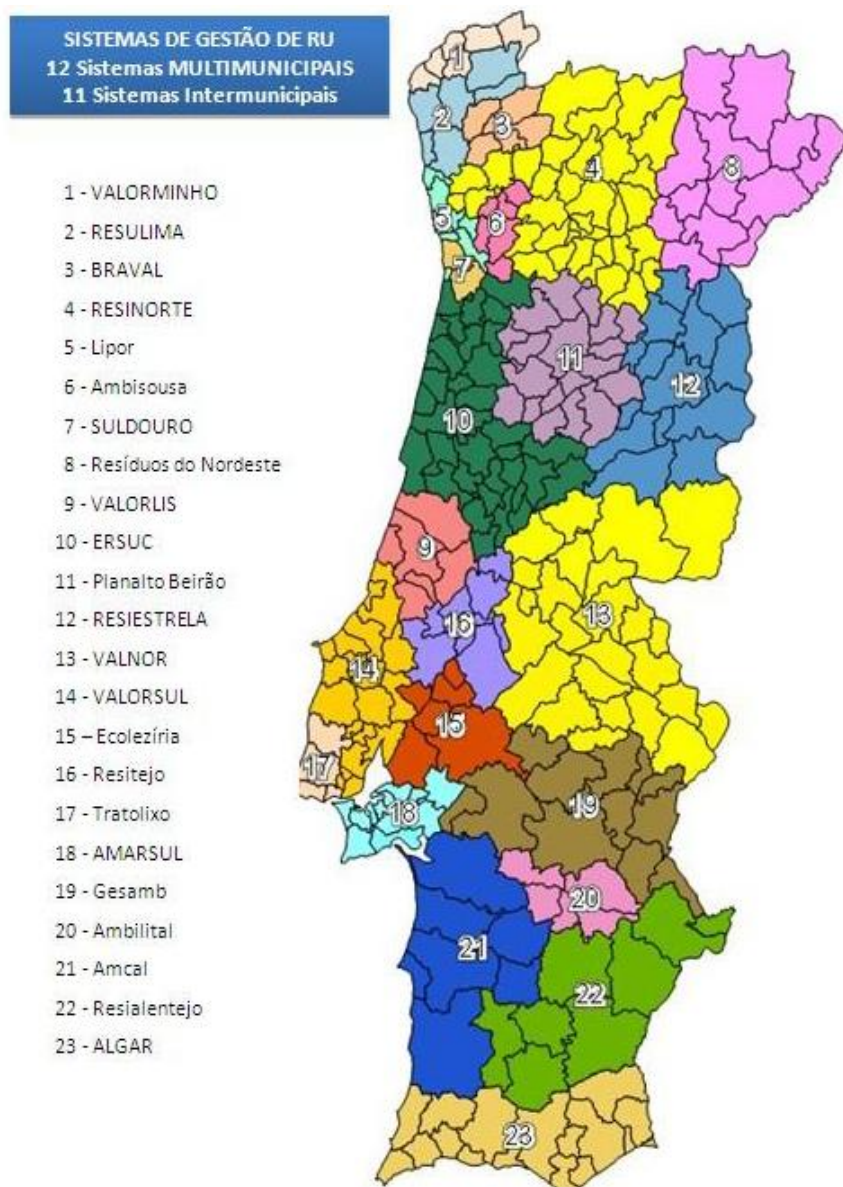 SISTEMAS DE GESTÃO DE RU
12 Sistemas MULTIMUNICIPAIS
11 Sistemas Intermunicipais
1 - VALORMINHO
2 - RESULIMA
3 - BRAVAL
4 - RESINORTE
5 - Lipor
6 - Ambisousa
7 - SULDOURO
8 - Resíduos do Nordeste
9 - VALORLIS
10 - ERSUC
11 - Planalto Beirão
12 - RESIESTRELA
13 - VALNOR
14 - VALORSUL
15 – Ecolezíria
16 - Resitejo
17 - Tratolixo
18 - AMARSUL
19 - Gesamb
20 - Ambilital
21 - Amcal
22 - Resialentejo
23 - ALGAR
1
2
3
4
8
5
6
7
11
12
10
9
16
13
14
15
17
18
19
20
21
22
23